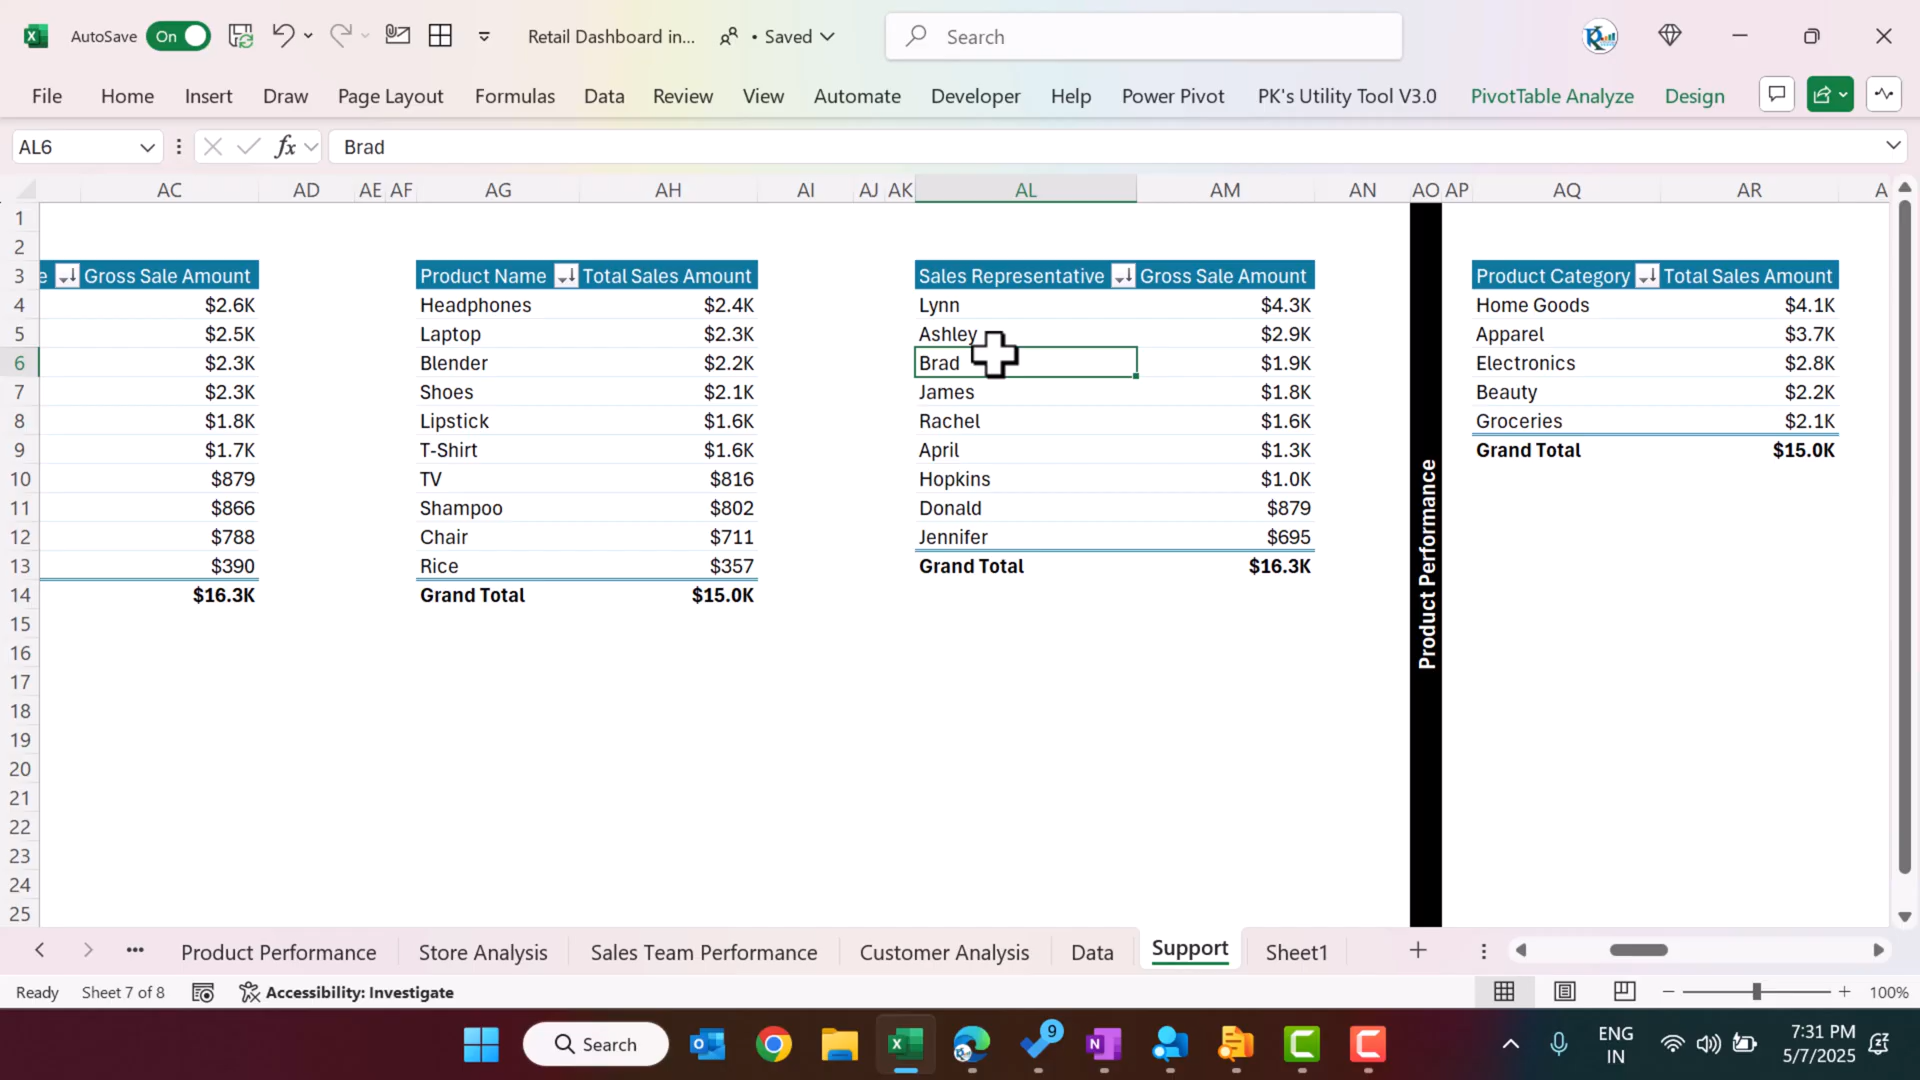 AutoSave On Retail Dashboard in... • Saved Search
File Home Insert Draw Page Layout Formulas Data Review View Automate Developer Help Power Pivot PK's Utility Tool V3.0 PivotTable Analyze Design
AL6 fx Brad
AC AD AE AF AG AH AI AJ AK AL AM AN AO AP AQ AR A
1
2
3 e Gross Sale Amount Product Name Total Sales Amount Sales Representative Gross Sale Amount Product Category Total Sales Amount
4 $2.6K Headphones $2.4K Lynn $4.3K Home Goods $4.1K
5 $2.5K Laptop $2.3K Ashley $2.9K Apparel $3.7K
6 $2.3K Blender $2.2K Brad $1.9K Electronics $2.8K
7 $2.3K Shoes $2.1K James $1.8K Beauty $2.2K
8 $1.8K Lipstick $1.6K Rachel $1.6K Groceries $2.1K
9 $1.7K T-Shirt $1.6K April $1.3K Grand Total $15.0K
10 $879 TV $816 Hopkins $1.0K
11 $866 Shampoo $802 Donald $879
12 $788 Chair $711 Jennifer $695
13 $390 Rice $357 Grand Total $16.3K
14 $16.3K Grand Total $15.0K
15
16
17
18
19
20
21
22
23
24
25
Product Performance
Product Performance Store Analysis Sales Team Performance Customer Analysis Data Support Sheet1
Ready Sheet 7 of 8 Accessibility: Investigate 100%
Search 9 ENG 7:31 PM
IN 5/7/2025